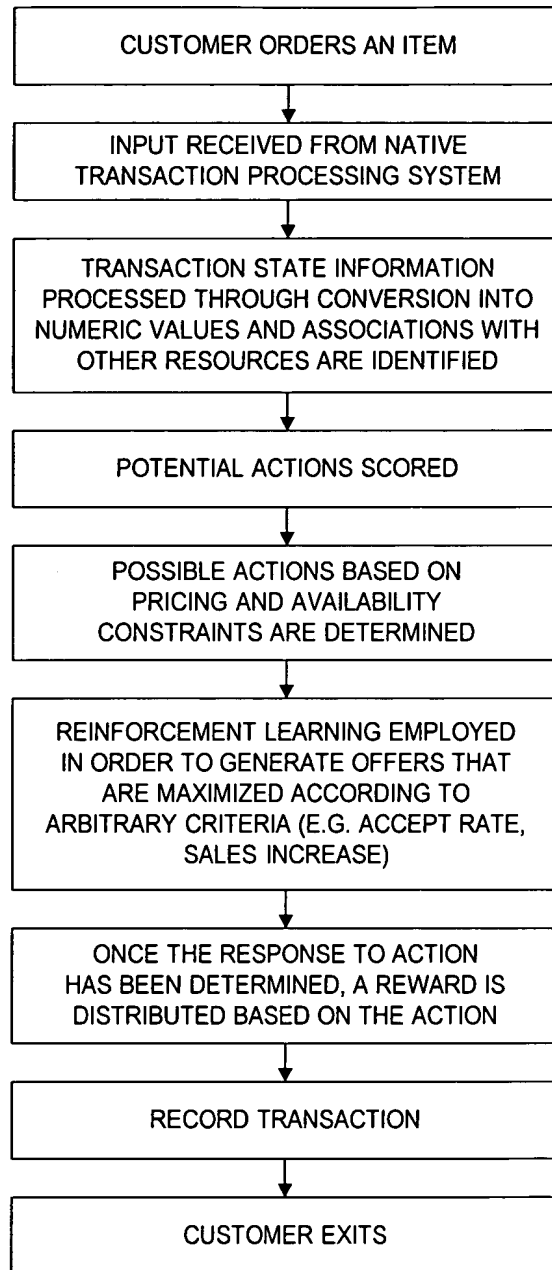 CUSTOMER ORDERS AN ITEM
INPUT RECEIVED FROM NATIVE
TRANSACTION PROCESSING SYSTEM
TRANSACTION STATE INFORMATION
PROCESSED THROUGH CONVERSION INTO
NUMERIC VALUES AND ASSOCIATIONS WITH
OTHER RESOURCES ARE IDENTIFIED
POTENTIAL ACTIONS SCORED
POSSIBLE ACTIONS BASED ON
PRICING AND AVAILABILITY
CONSTRAINTS ARE DETERMINED
REINFORCEMENT LEARNING EMPLOYED
IN ORDER TO GENERATE OFFERS THAT
ARE MAXIMIZED ACCORDING TO
ARBITRARY CRITERIA (E.G. ACCEPT RATE,
SALES INCREASE)
ONCE THE RESPONSE TO ACTION
HAS BEEN DETERMINED, A REWARD IS
DISTRIBUTED BASED ON THE ACTION
RECORD TRANSACTION
CUSTOMER EXITS